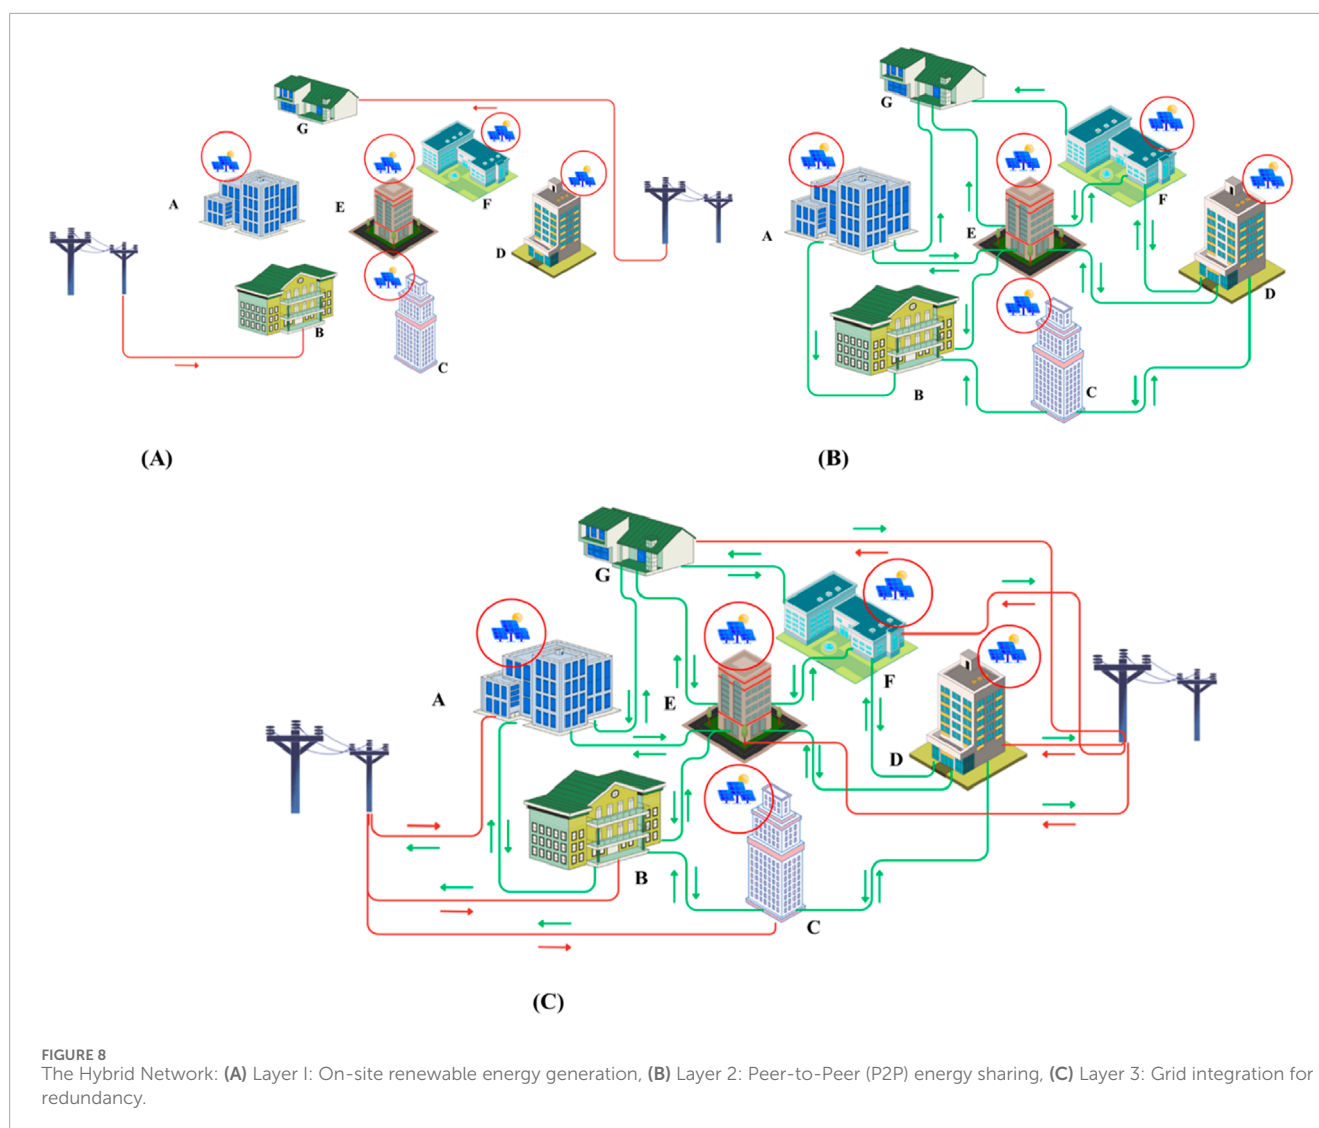 G
A
E
F
D
B
C
(A)
G
A
E
F
D
B
C
(B)
G
A
E
F
D
B
C
(C)
FIGURE 8
The Hybrid Network: (A) Layer I: On-site renewable energy generation, (B) Layer 2: Peer-to-Peer (P2P) energy sharing, (C) Layer 3: Grid integration for
redundancy.